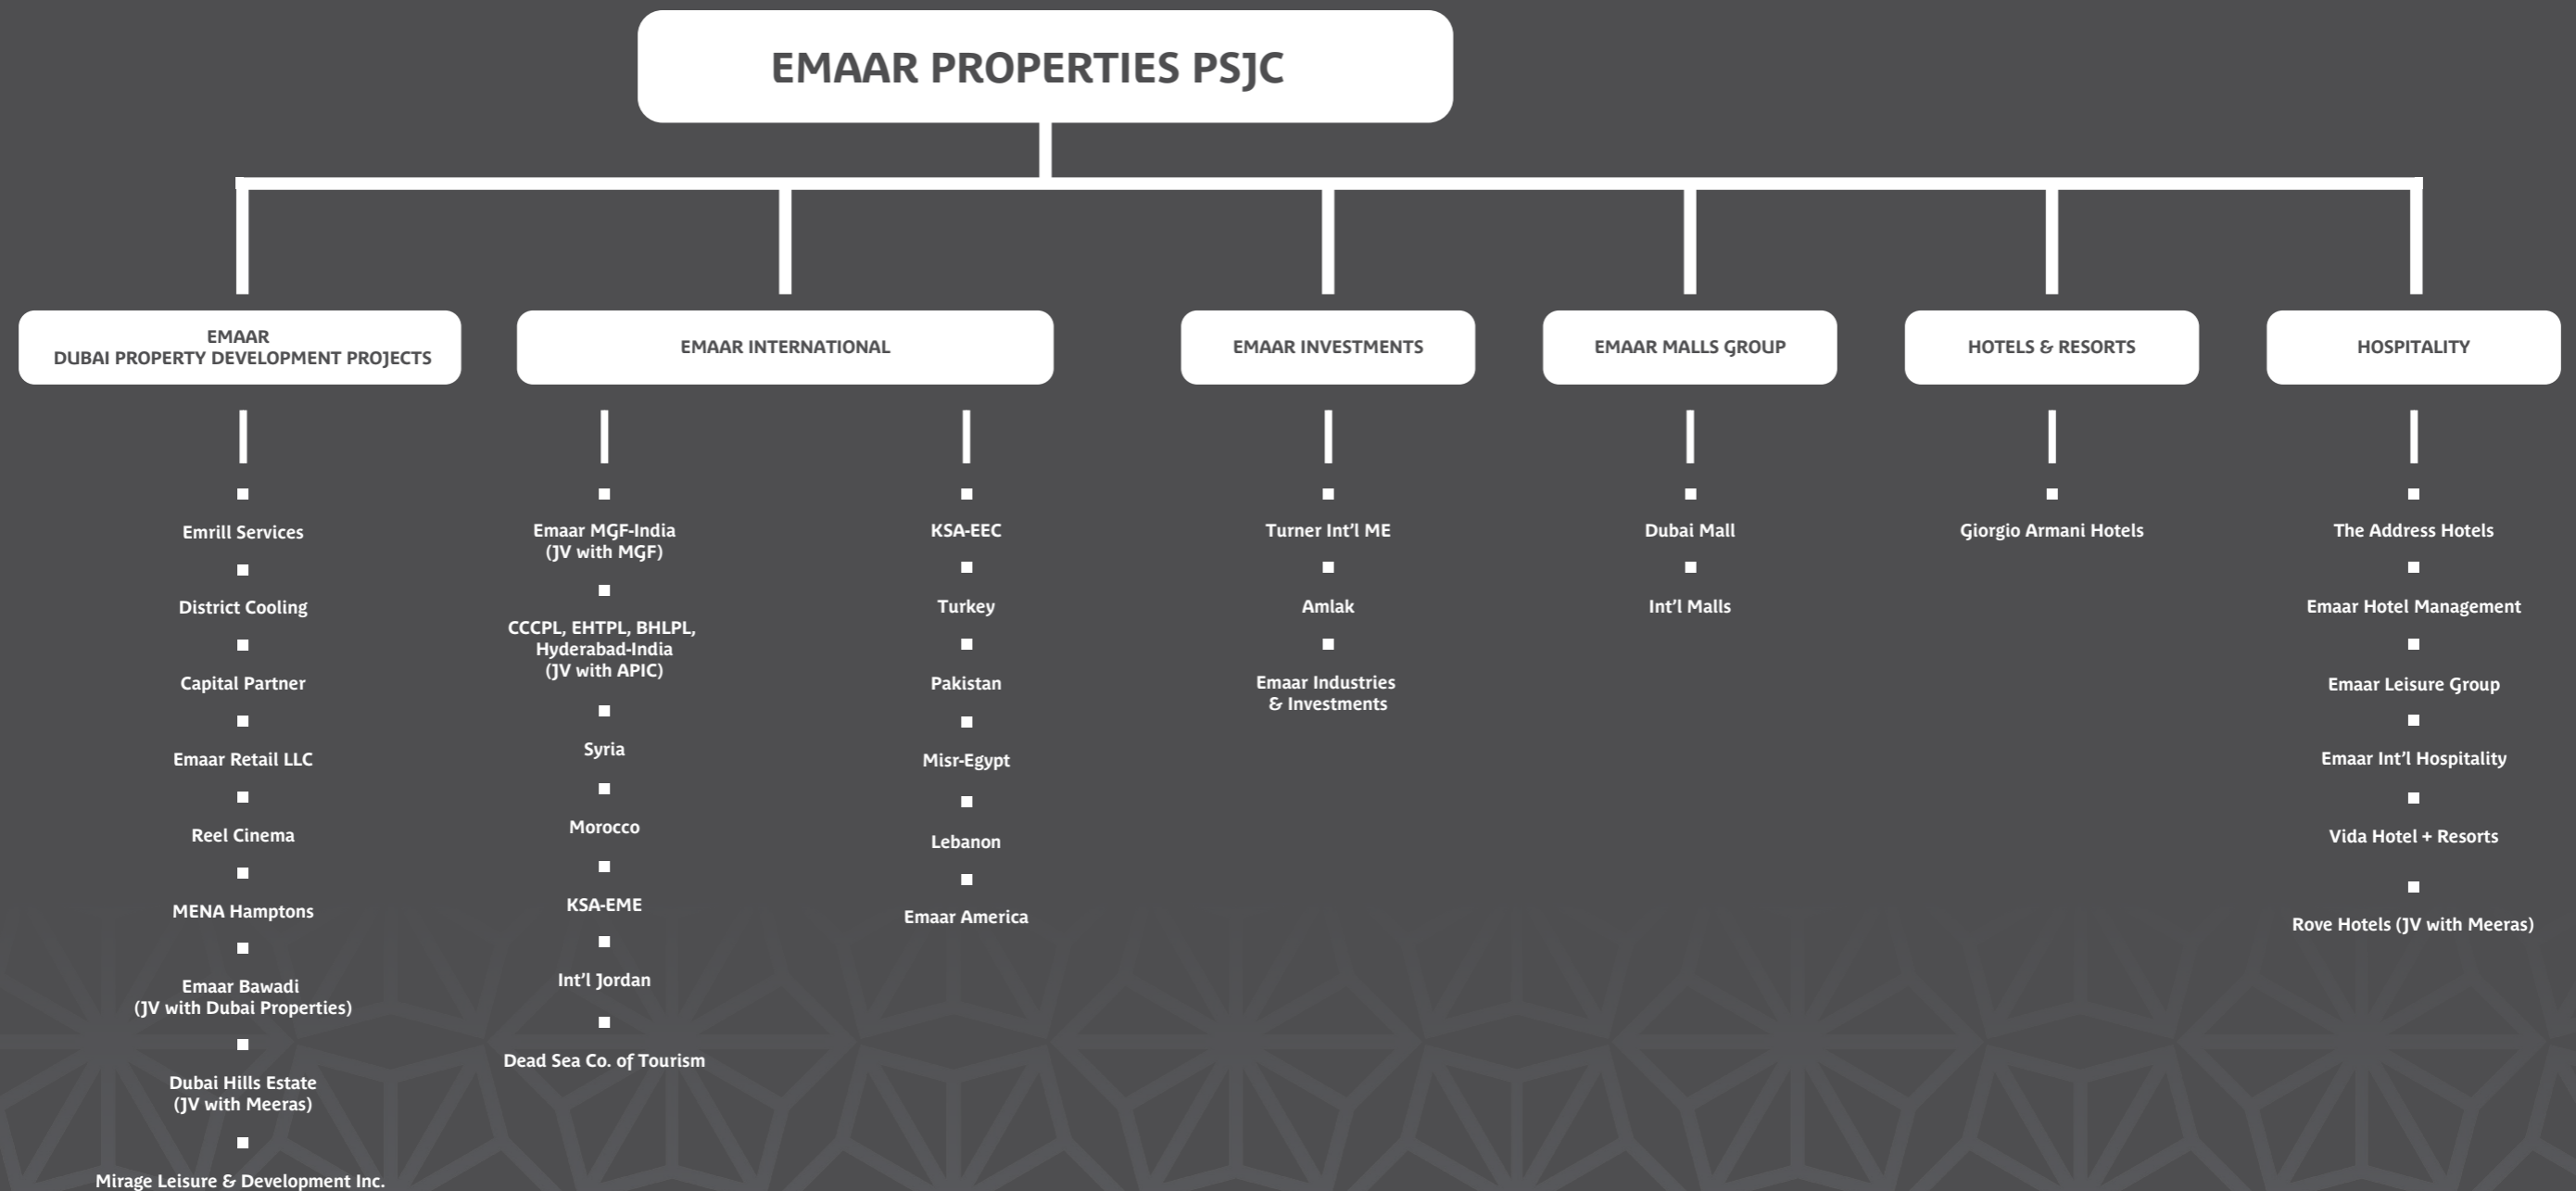 EMAAR PROPERTIES PSJC
EMAAR
DUBAI PROPERTY DEVELOPMENT PROJECTS
Emrill Services
District Cooling
Capital Partner
Emaar Retail LLC
Reel Cinema
MENA Hamptons
Emaar Bawadi
(JV with Dubai Properties)
Dubai Hills Estate
(JV with Meeras)
Mirage Leisure & Development Inc.
EMAAR INTERNATIONAL
Emaar MGF-India
(JV with MGF)
CCCPL, EHTPL, BHLPL,
Hyderabad-India
(JV with APIC)
Syria
Morocco
KSA-EME
Int'l Jordan
Dead Sea Co. of Tourism
KSA-EEC
Turkey
Pakistan
Misr-Egypt
Lebanon
Emaar America
EMAAR INVESTMENTS
Turner Int'l ME
Amlak
Emaar Industries
& Investments
EMAAR MALLS GROUP
Dubai Mall
Int'l Malls
HOTELS & RESORTS
Giorgio Armani Hotels
HOSPITALITY
The Address Hotels
Emaar Hotel Management
Emaar Leisure Group
Emaar Int'l Hospitality
Vida Hotel + Resorts
Rove Hotels (JV with Meeras)